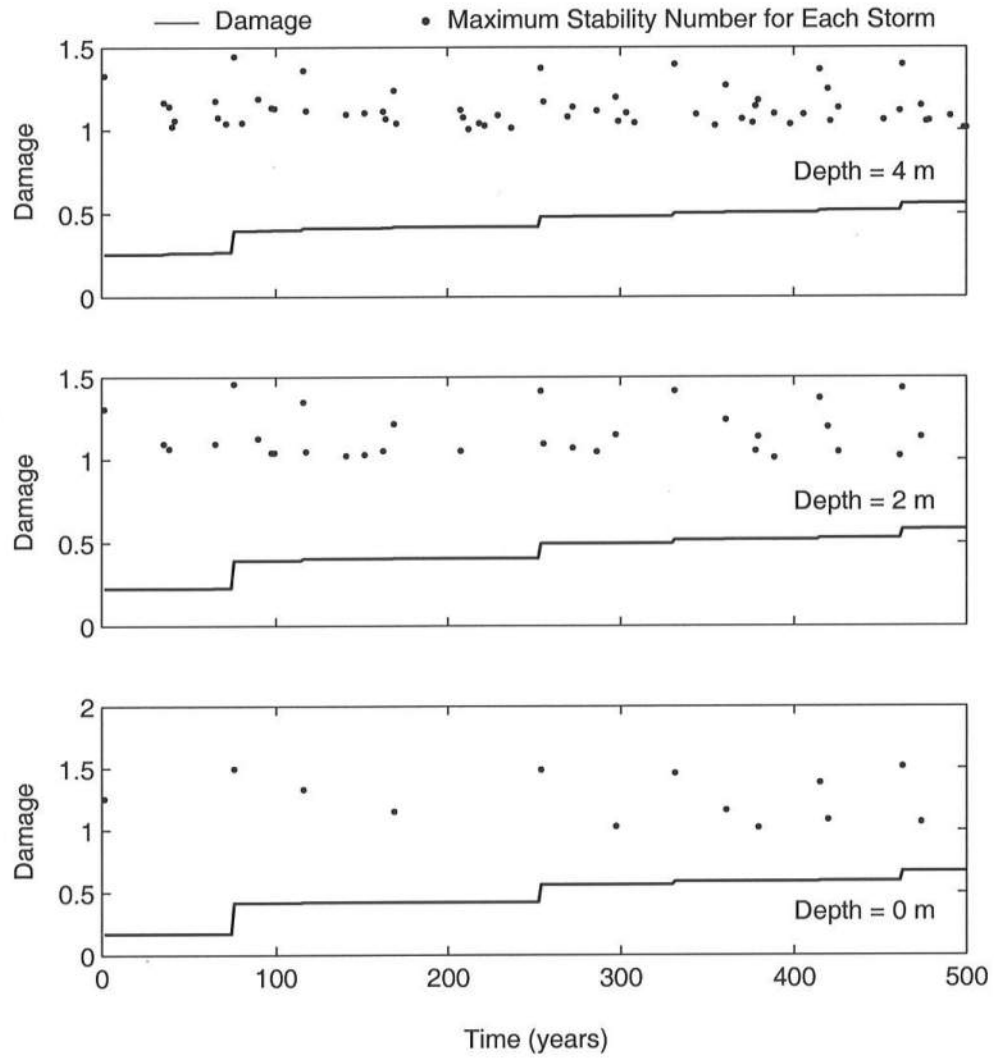 Damage
Maximum Stability Number for Each Storm
1.5
1
0.5
0
Damage
Depth = 4 m
1.5
1
0.5
0
Damage
Depth = 2 m
2
1.5
1
0.5
0
Damage
Depth = 0 m
0
100
200
300
400
500
Time (years)